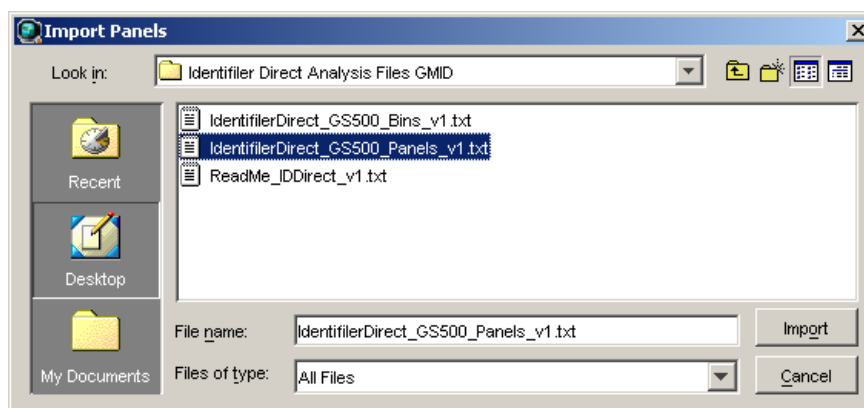 Import Panels
Look in:
Identifiler Direct Analysis Files GMID
IdentifilerDirect_GS500_Bins_v1.txt
IdentifilerDirect_GS500_Panels_v1.txt
ReadMe_IDDirect_v1.txt
Recent
Desktop
My Documents
File name:
IdentifilerDirect_GS500_Panels_v1.txt
Import
Files of type:
All Files
Cancel